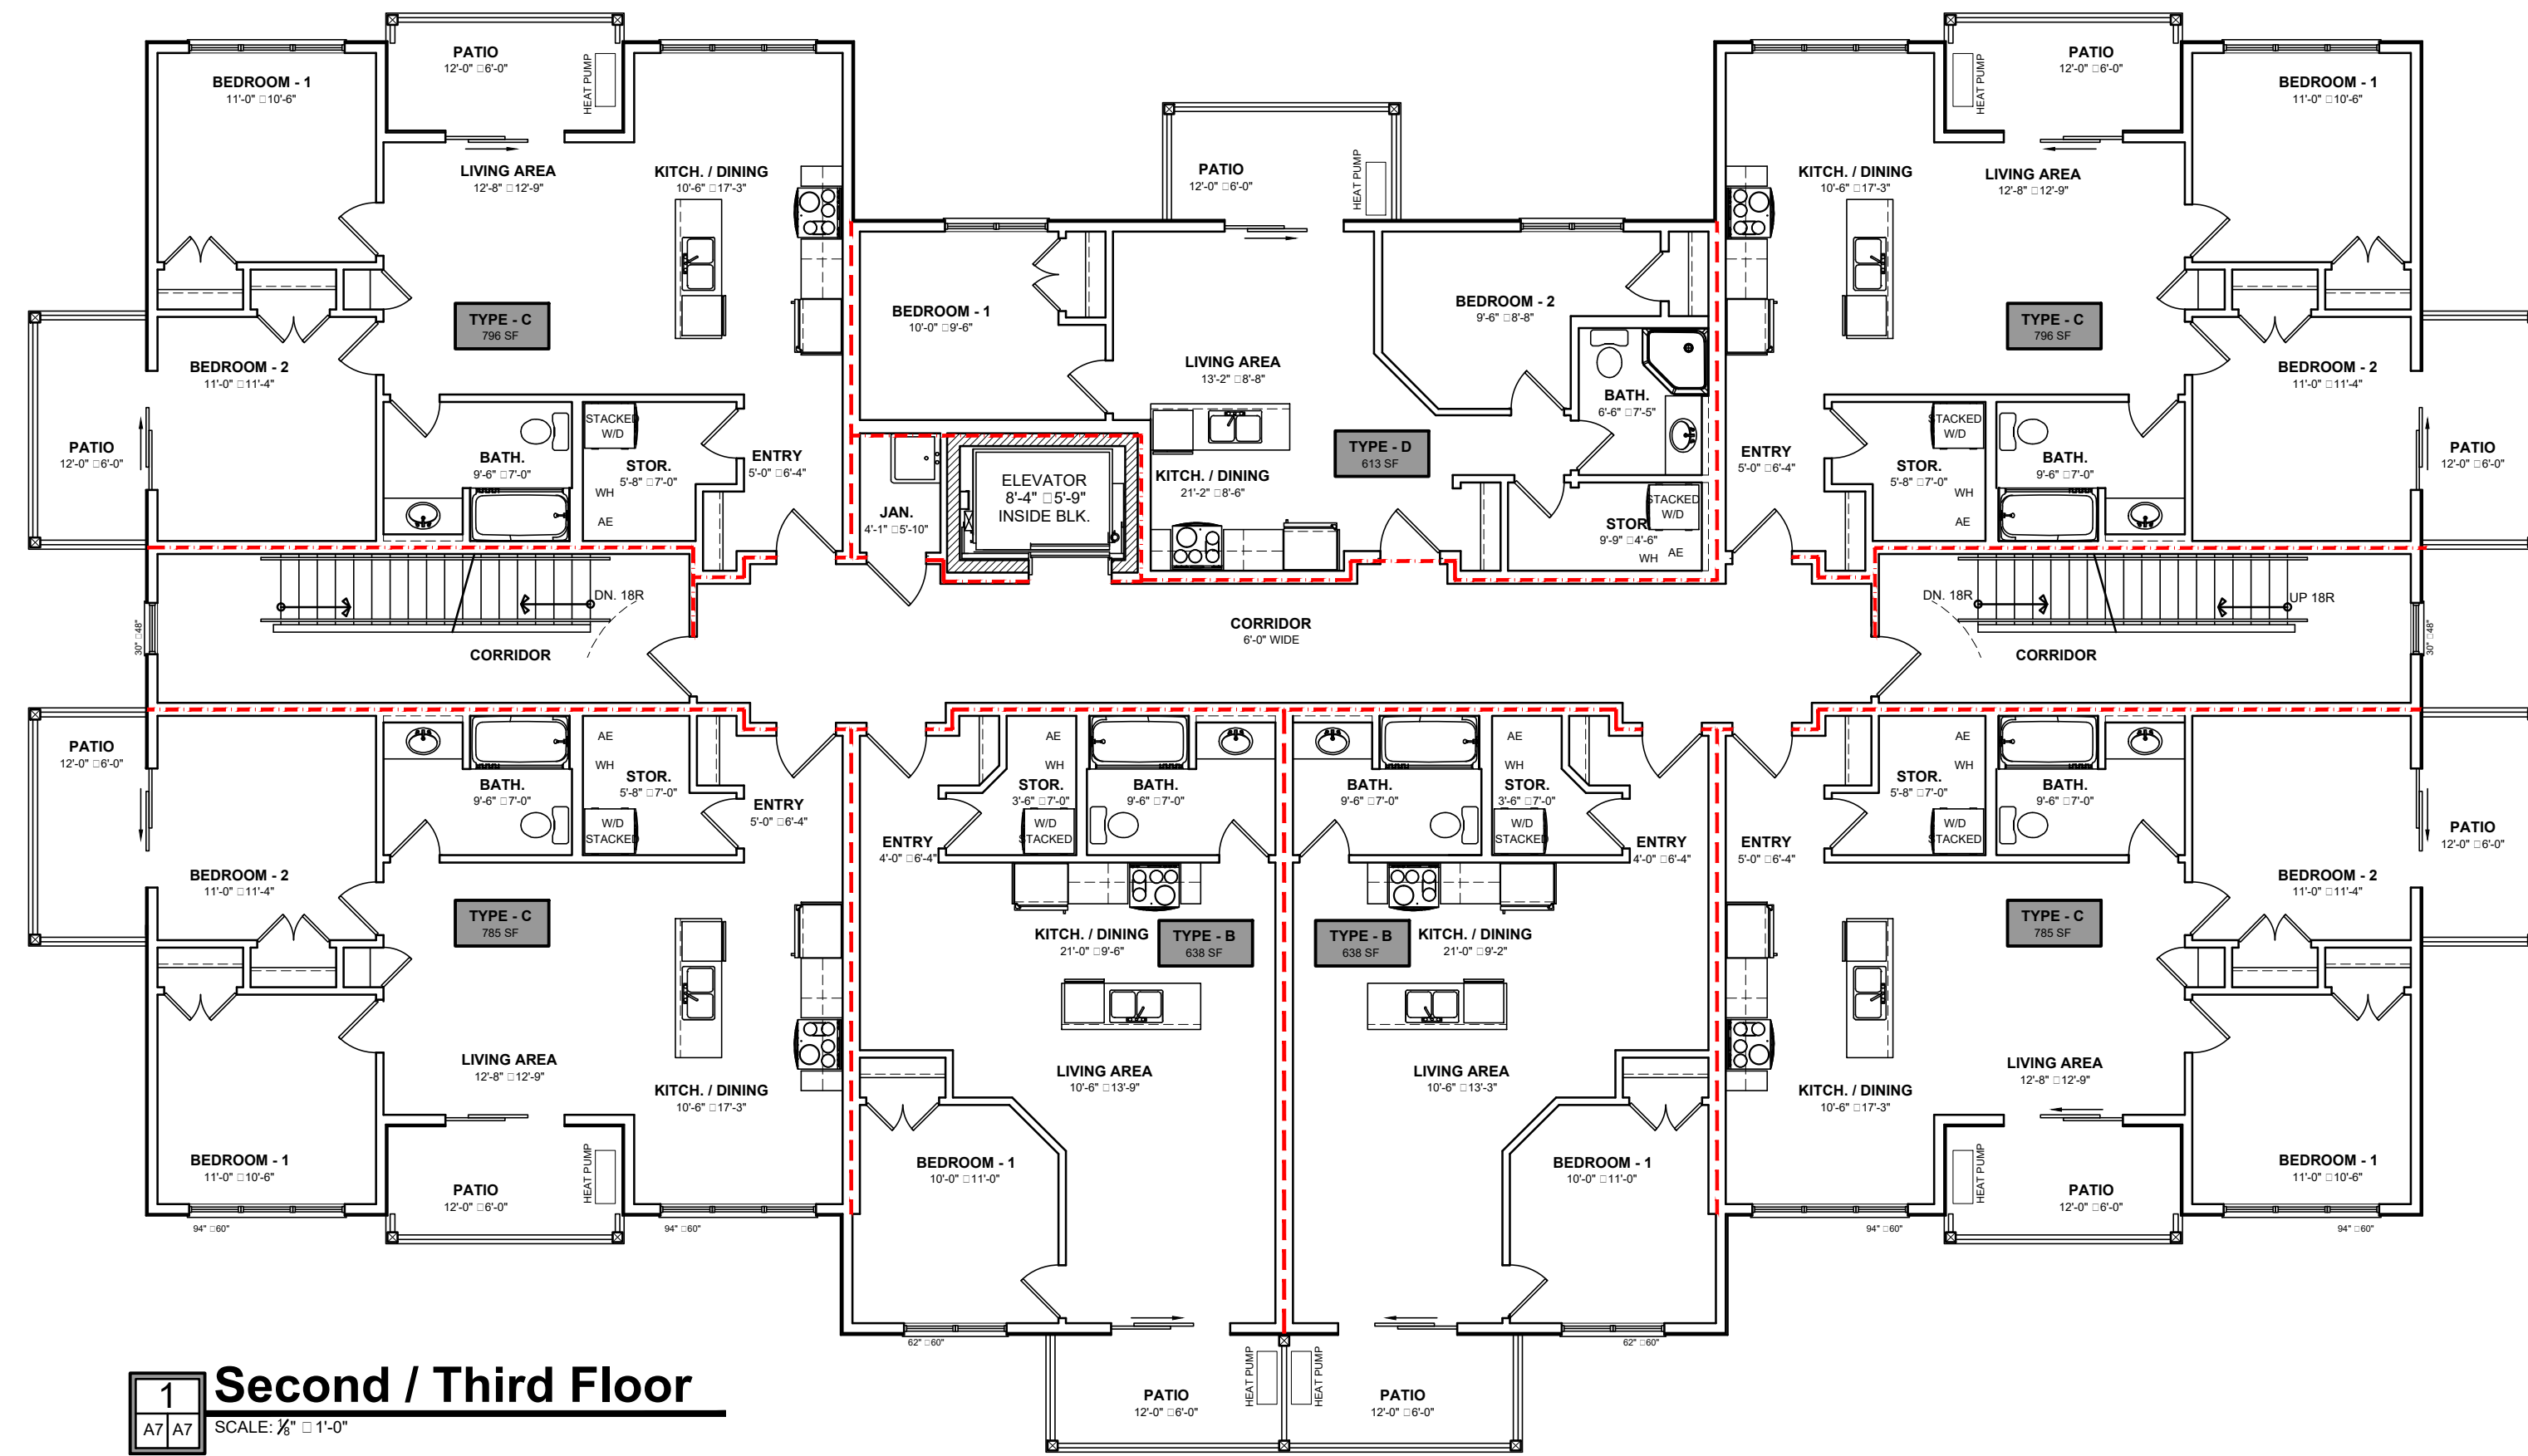 PATIO
12'-0" □6'-0"
HEAT PUMP
BEDROOM - 1
11'-0" □10'-6"
LIVING AREA
12'-8" □12'-9"
KITCH. / DINING
10'-6" □17'-3"
TYPE - C
796 SF
BEDROOM - 2
11'-0" □11'-4"
PATIO
12'-0" □6'-0"
BATH.
9'-6" □7'-0"
STACKED
W/D
STOR.
5'-8" □7'-0"
WH
AE
ENTRY
5'-0" □6'-4"
PATIO
12'-0" □6'-0"
HEAT PUMP
BEDROOM - 1
10'-0" □9'-6"
LIVING AREA
13'-2" □8'-8"
BEDROOM - 2
9'-6" □8'-8"
BATH.
6'-6" □7'-5"
TYPE - D
613 SF
KITCH. / DINING
21'-2" □8'-6"
JAN.
4'-1" □5'-10"
ELEVATOR
8'-4" □5'-9"
INSIDE BLK.
STACKED
W/D
STOR.
9'-9" □4'-6"
WH
AE
PATIO
12'-0" □6'-0"
HEAT PUMP
BEDROOM - 1
11'-0" □10'-6"
KITCH. / DINING
10'-6" □17'-3"
LIVING AREA
12'-8" □12'-9"
TYPE - C
796 SF
BEDROOM - 2
11'-0" □11'-4"
PATIO
12'-0" □6'-0"
ENTRY
5'-0" □6'-4"
STACKED
W/D
STOR.
5'-8" □7'-0"
WH
AE
BATH.
9'-6" □7'-0"
30" □48"
DN. 18R
CORRIDOR
CORRIDOR
6'-0" WIDE
DN. 18R
UP 18R
CORRIDOR
30" □48"
PATIO
12'-0" □6'-0"
BATH.
9'-6" □7'-0"
AE
WH
STOR.
5'-8" □7'-0"
W/D
STACKED
ENTRY
5'-0" □6'-4"
BEDROOM - 2
11'-0" □11'-4"
TYPE - C
785 SF
LIVING AREA
12'-8" □12'-9"
KITCH. / DINING
10'-6" □17'-3"
BEDROOM - 1
11'-0" □10'-6"
PATIO
12'-0" □6'-0"
HEAT PUMP
94" □60"
94" □60"
AE
WH
STOR.
3'-6" □7'-0"
W/D
STACKED
BATH.
9'-6" □7'-0"
ENTRY
4'-0" □6'-4"
KITCH. / DINING
21'-0" □9'-6"
TYPE - B
638 SF
LIVING AREA
10'-6" □13'-9"
BEDROOM - 1
10'-0" □11'-0"
62" □60"
PATIO
12'-0" □6'-0"
HEAT PUMP
BATH.
9'-6" □7'-0"
AE
WH
STOR.
3'-6" □7'-0"
W/D
STACKED
ENTRY
4'-0" □6'-4"
TYPE - B
638 SF
KITCH. / DINING
21'-0" □9'-2"
LIVING AREA
10'-6" □13'-3"
BEDROOM - 1
10'-0" □11'-0"
62" □60"
HEAT PUMP
PATIO
12'-0" □6'-0"
ENTRY
5'-0" □6'-4"
AE
WH
STOR.
5'-8" □7'-0"
W/D
STACKED
BATH.
9'-6" □7'-0"
PATIO
12'-0" □6'-0"
BEDROOM - 2
11'-0" □11'-4"
TYPE - C
785 SF
LIVING AREA
12'-8" □12'-9"
KITCH. / DINING
10'-6" □17'-3"
HEAT PUMP
PATIO
12'-0" □6'-0"
BEDROOM - 1
11'-0" □10'-6"
94" □60"
94" □60"
1
A7 A7
Second / Third Floor
SCALE: ⅛" □ 1'-0"